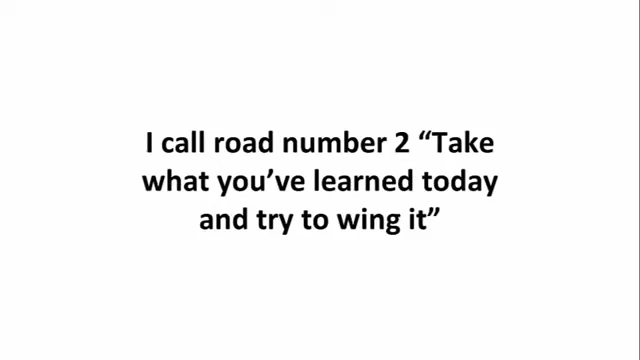 I call road number 2 “Take
what you’ve learned today
and try to wing it”